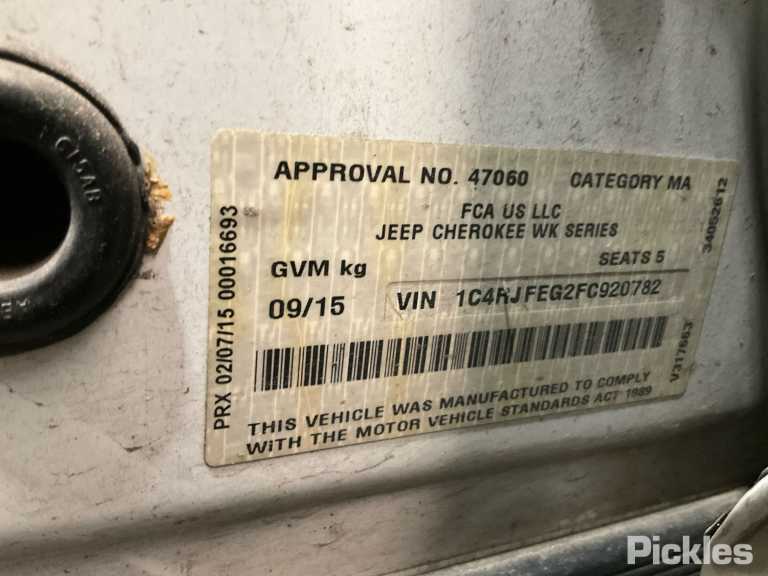 APPROVAL NO. 47060 CATEGORY MA
FCA US LLC
JEEP CHEROKEE WK SERIES
GVM kg SEATS 5
09/15 VIN 1C4RJFEG2FC920782
THIS VEHICLE WAS MANUFACTURED TO COMPLY
WITH THE MOTOR VEHICLE STANDARDS ACT 1989
PRX 02/07/15 00016693
34052612
V317663
Pickles